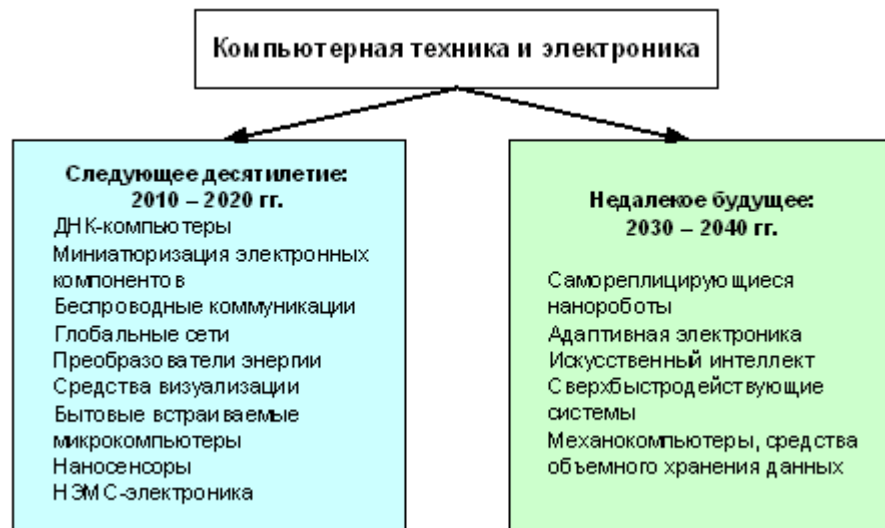 Компьютерная техника и электроника
Следующее десятилетие:
2010 – 2020 гг.
ДНК-компьютеры
Миниатюризация электронных
компонентов
Беспроводные коммуникации
Глобальные сети
Преобразователи энергии
Средства визуализации
Бытовые встраиваемые
микрокомпьютеры
Наносенсоры
НЭМС-электроника
Недалекое будущее:
2030 – 2040 гг.
Самореплицирующиеся
нанороботы
Адаптивная электроника
Искусственный интеллект
Сверхбыстродействующие
системы
Механокомпьютеры, средства
объемного хранения данных